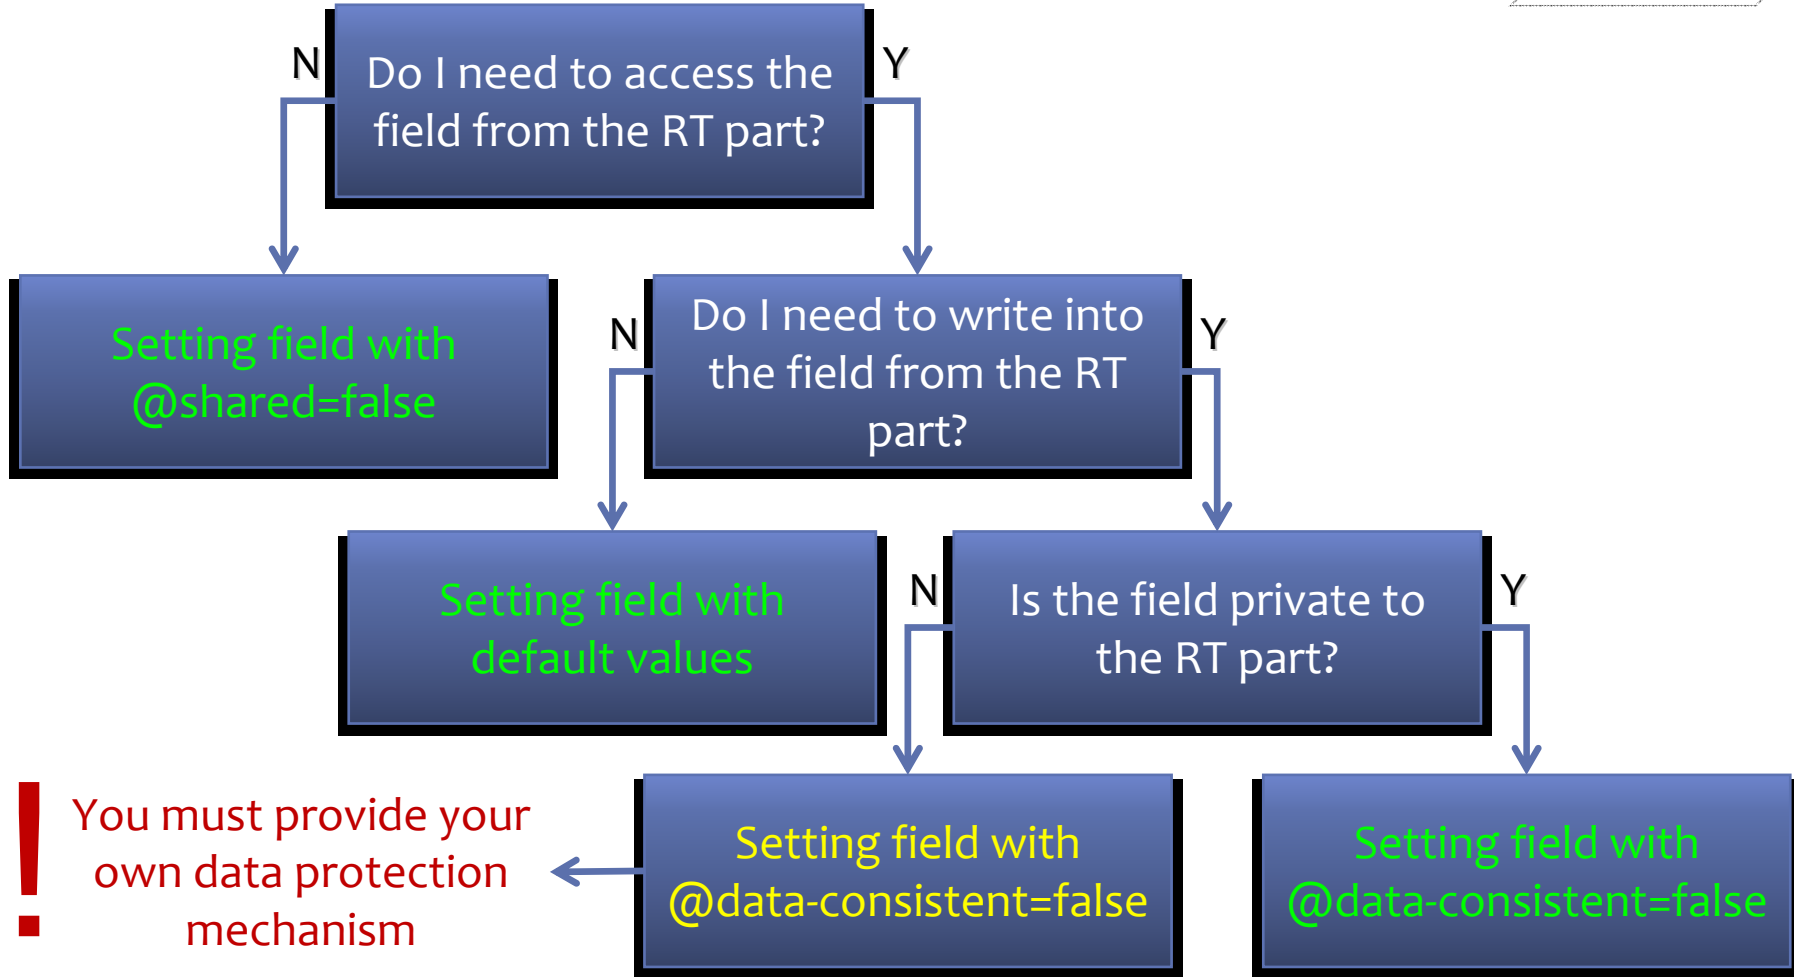 N
Y
Do I need to access the
field from the RT part?
Setting field with
@shared=false
N
Y
Do I need to write into
the field from the RT
part?
Setting field with
default values
N
Y
Is the field private to
the RT part?
!
You must provide your
own data protection
mechanism
Setting field with
@data-consistent=false
Setting field with
@data-consistent=false